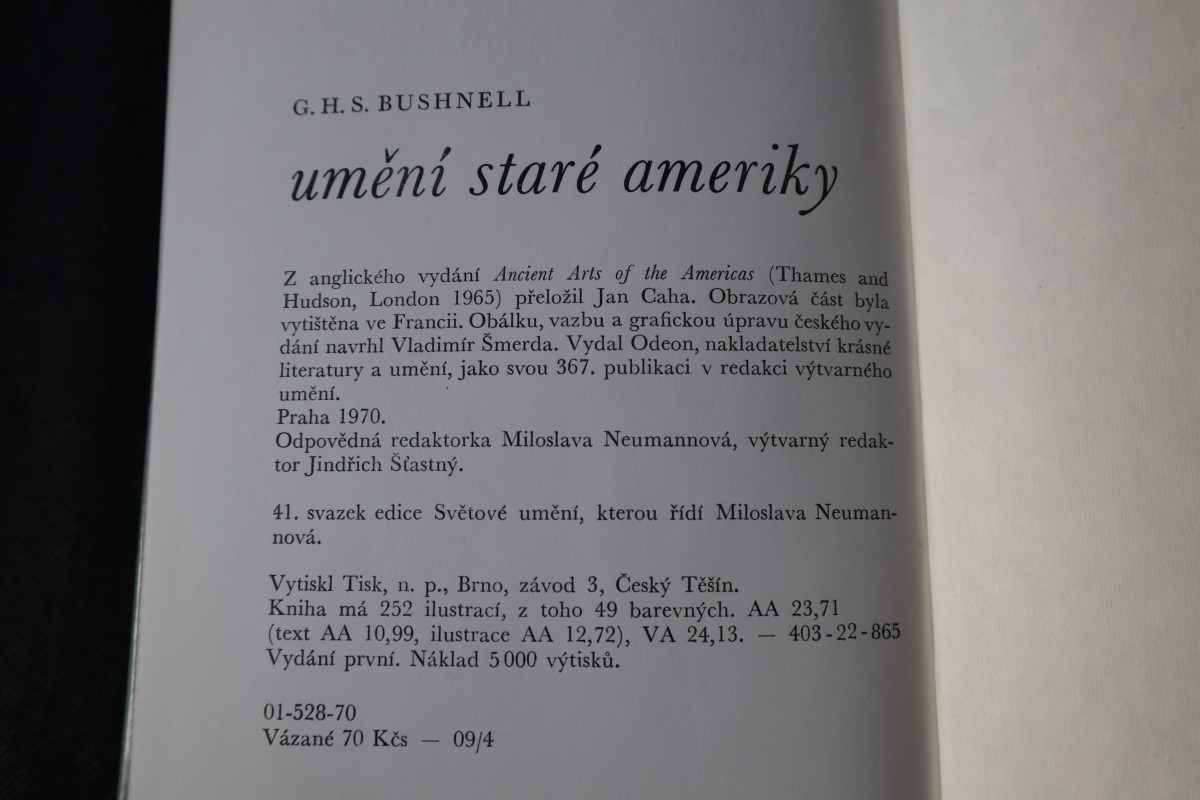 G. H. S. BUSHNELL
umění staré ameriky
Z anglického vydání Ancient Arts of the Americas (Thames and
Hudson, London 1965) přeložil Jan Caha. Obrazová část byla
vytištěna ve Francii. Obálku, vazbu a grafickou úpravu českého vy-
dání navrhl Vladimír Šmerda. Vydal Odeon, nakladatelství krásné
literatury a umění, jako svou 367. publikaci v redakci výtvarného
umění.
Praha 1970.
Odpovědná redaktorka Miloslava Neumannová, výtvarný redak-
tor Jindřich Šťastný.
41. svazek edice Světové umění, kterou řídí Miloslava Neuman-
nová.
Vytiskl Tisk, n. p., Brno, závod 3, Český Těšín.
Kniha má 252 ilustrací, z toho 49 barevných. AA 23,71
(text AA 10,99, ilustrace AA 12,72), VA 24,13. — 403-22-865
Vydání první. Náklad 5 000 výtisků.
01-528-70
Vázané 70 Kčs — 09/4